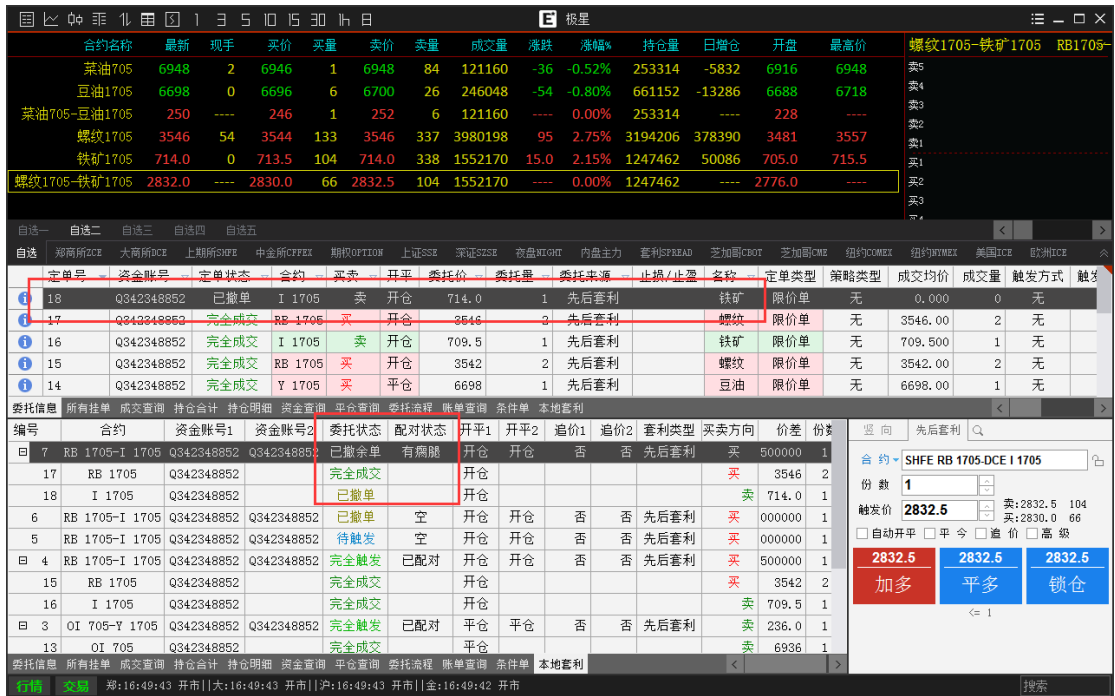 1 3 5 10 15 30 1h 日 E 极星
合约名称 最新 现手 买价 买量 卖价 卖量 成交量 涨跌 涨幅% 持仓量 日增仓 开盘 最高价 螺纹1705-铁矿1705 RB1705-
菜油705 6948 2 6946 1 6948 84 121160 -36 -0.52% 253314 -5832 6916 6948 卖5
豆油1705 6698 0 6696 6 6700 26 246048 -54 -0.80% 661152 -13286 6688 6718 卖4
菜油705-豆油1705 250 ---- 246 1 252 6 121160 ---- 0.00% 253314 ---- 228 ---- 卖3
卖2
螺纹1705 3546 54 3544 133 3546 337 3980198 95 2.75% 3194206 378390 3481 3557 卖1
铁矿1705 714.0 0 713.5 104 714.0 338 1552170 15.0 2.15% 1247462 50086 705.0 715.5 买1
螺纹1705-铁矿1705 2832.0 ---- 2830.0 66 2832.5 104 1552170 ---- 0.00% 1247462 ---- 2776.0 ---- 买2
买3
自选一 自选二 自选三 自选四 自选五
自选 郑商所ZCE 大商所DCE 上期所SHFE 中金所CFFEX 期权OPTION 上证SSE 深证SZSE 夜盘NIGHT 内盘主力 套利SPREAD 芝加哥CBOT 芝加哥CME 纽约COMEX 纽约NYMEX 美国ICE 欧洲ICE
定单号 资金账号 定单状态 合约 买卖 开平 委托价 委托量 委托来源 止损/止盈 名称 定单类型 策略类型 成交均价 成交量 触发方式 触发
18 Q342348852 已撤单 I 1705 卖 开仓 714.0 1 先后套利 铁矿 限价单 无 0.000 0 无
17 Q342348852 完全成交 RB 1705 买 开仓 3546 2 先后套利 螺纹 限价单 无 3546.00 2 无
16 Q342348852 完全成交 I 1705 卖 开仓 709.5 1 先后套利 铁矿 限价单 无 709.500 1 无
15 Q342348852 完全成交 RB 1705 买 开仓 3542 2 先后套利 螺纹 限价单 无 3542.00 2 无
14 Q342348852 完全成交 Y 1705 买 平仓 6698 1 先后套利 豆油 限价单 无 6698.00 1 无
委托信息 所有挂单 成交查询 持仓合计 持仓明细 资金查询 平仓查询 委托流程 账单查询 条件单 本地套利
编号 合约 资金账号1 资金账号2 委托状态 配对状态 开平1 开平2 追价1 追价2 套利类型 买卖方向 价差 份数
7 RB 1705-I 1705 Q342348852 Q342348852 已撤余单 有瘸腿 开仓 开仓 否 否 先后套利 买 500000 1
17 RB 1705 Q342348852 完全成交 开仓 买 3546 2
18 I 1705 Q342348852 已撤单 开仓 卖 714.0 1
6 RB 1705-I 1705 Q342348852 Q342348852 已撤单 空 开仓 开仓 否 否 先后套利 买 000000 1
5 RB 1705-I 1705 Q342348852 Q342348852 待触发 空 开仓 开仓 否 否 先后套利 买 000000 1
4 RB 1705-I 1705 Q342348852 Q342348852 完全触发 已配对 开仓 开仓 否 否 先后套利 买 500000 1
15 RB 1705 Q342348852 完全成交 开仓 买 3542 2
16 I 1705 Q342348852 完全成交 开仓 卖 709.5 1
3 OI 705-Y 1705 Q342348852 Q342348852 完全触发 已配对 平仓 平仓 否 否 先后套利 卖 236.0 1
13 OI 705 Q342348852 完全成交 平仓 卖 6936 1
竖 向 先后套利
合 约 SHFE RB 1705-DCE I 1705
份 数 1
触发价 2832.5 卖:2832.5 104
买:2830.0 66
自动开平 平 今 追 价 高 级
2832.5 2832.5 2832.5
加多 平多 锁仓
<= 1
委托信息 所有挂单 成交查询 持仓合计 持仓明细 资金查询 平仓查询 委托流程 账单查询 条件单 本地套利
行情 交易 郑:16:49:43 开市||大:16:49:43 开市||沪:16:49:43 开市||金:16:49:42 开市 搜索